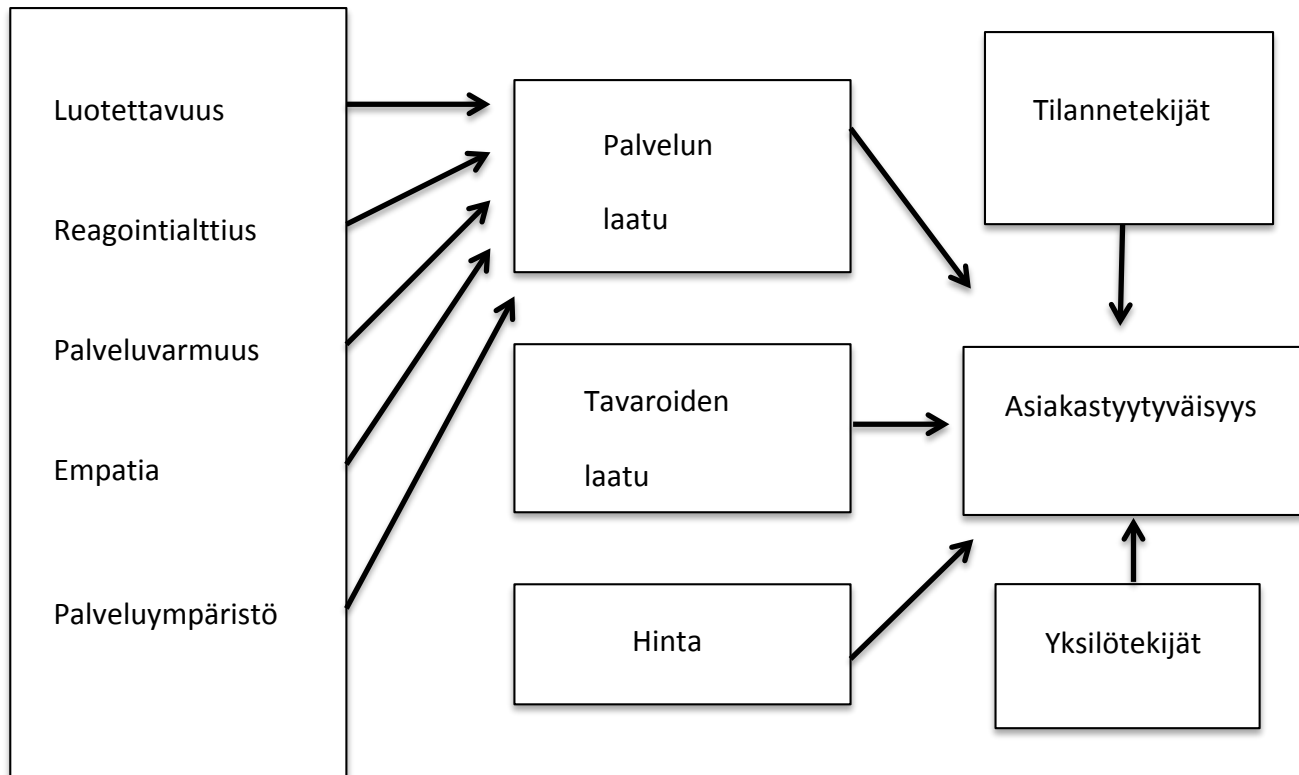 Luotettavuus
Reagointialttius
Palveluvarmuus
Empatia
Palveluympäristö
Palvelun
laatu
Tavaroiden
laatu
Hinta
Tilannetekijät
Asiakastyytyväisyys
Yksilötekijät